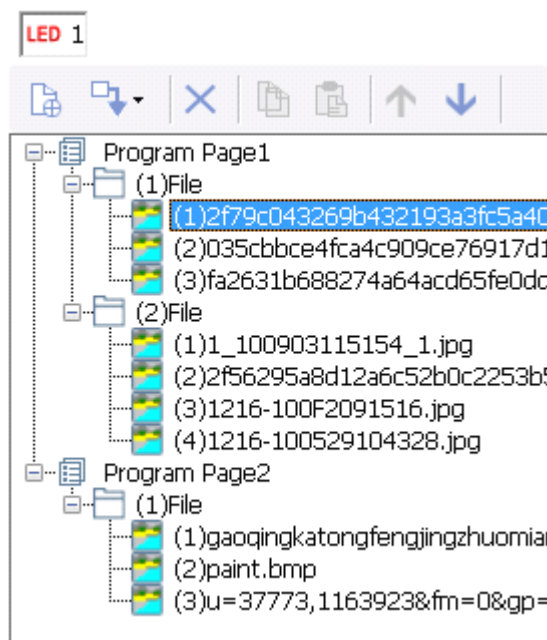 LED 1
Program Page1
(1)File
(1)2f79c043269b432193a3fc5a40
(2)035cbbce4fca4c909ce76917d1
(3)fa2631b688274a64acd65fe0dc
(2)File
(1)1_100903115154_1.jpg
(2)2f56295a8d12a6c52b0c2253b5
(3)1216-100F2091516.jpg
(4)1216-100529104328.jpg
Program Page2
(1)File
(1)gaoqingkatongfengjingzhuomian
(2)paint.bmp
(3)u=37773,1163923&fm=0&gp=